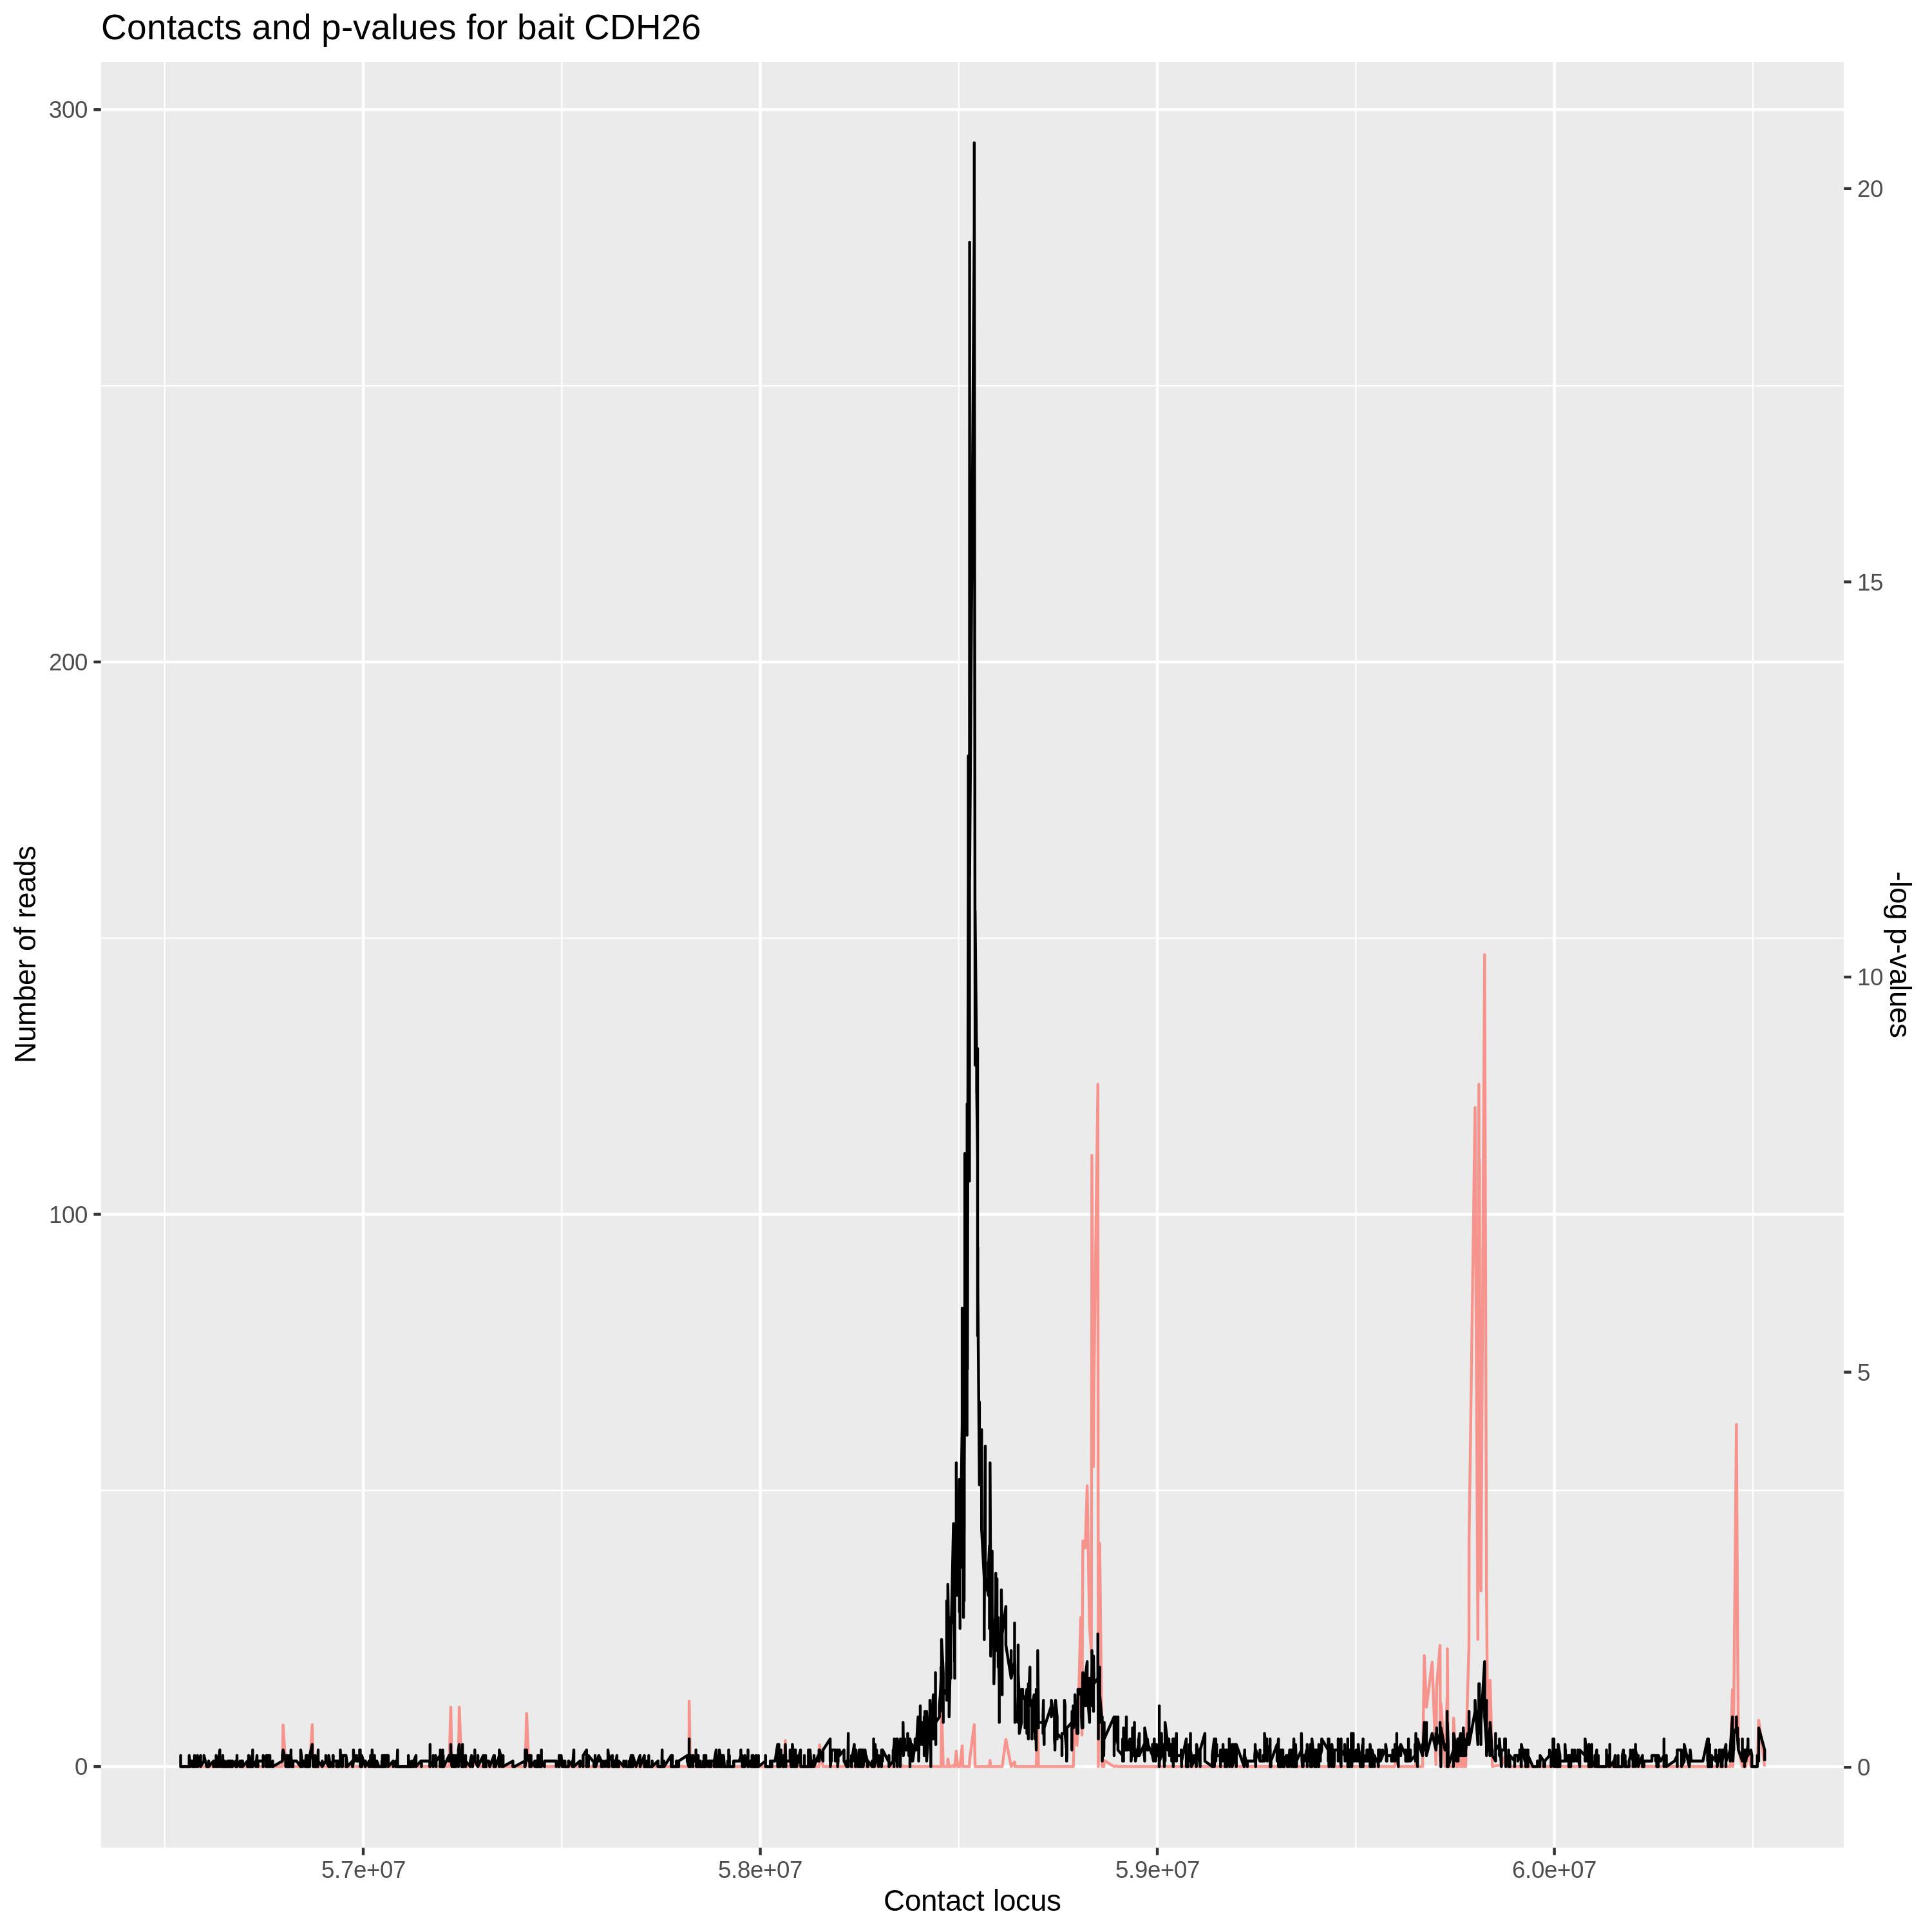 Contacts and p-values for bait CDH26
300
200
100
0
Number of reads
20
15
10
5
0
-log p-values
5.7e+07
5.8e+07
5.9e+07
6.0e+07
Contact locus